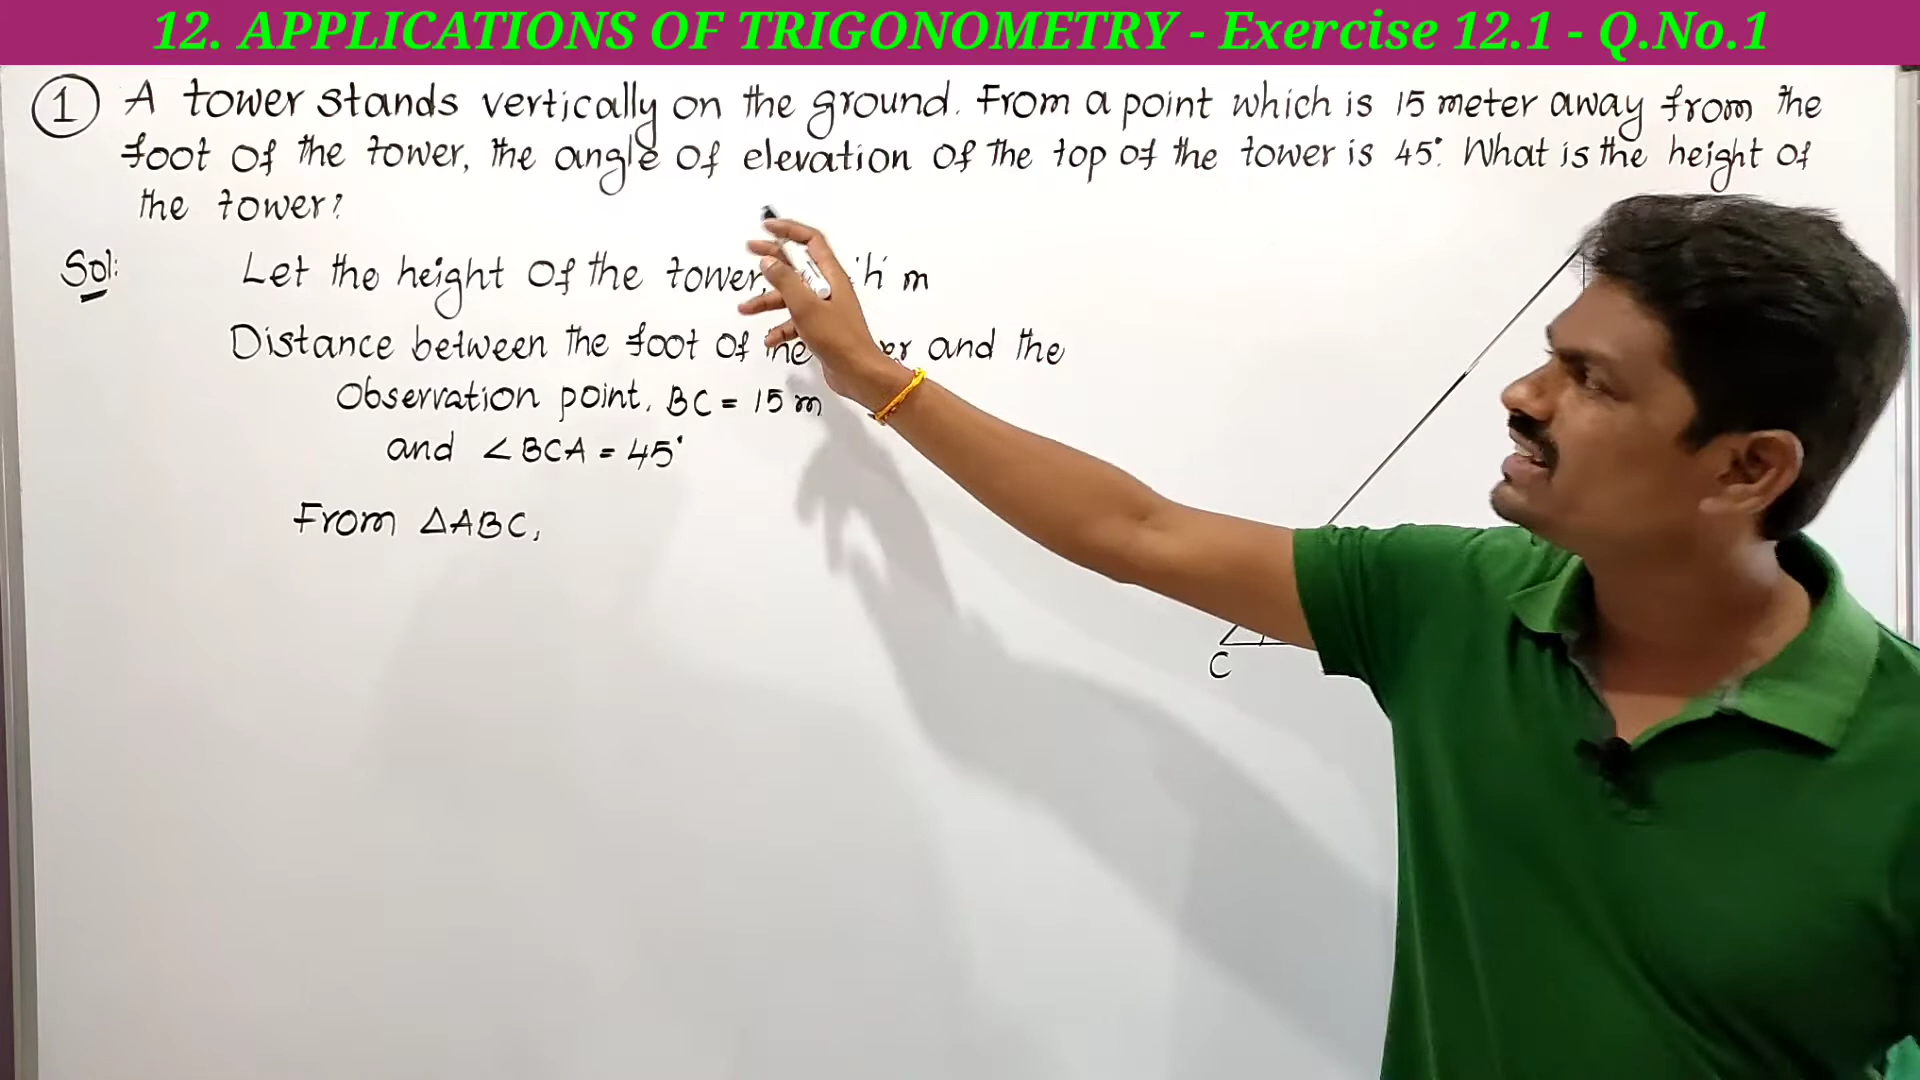 12. APPLICATIONS OF TRIGONOMETRY - Exercise 12.1 - Q.No.1
1 A tower stands vertically on the ground. From a point which is 15 meter away from the
foot of the tower, the angle of elevation of the top of the tower is 45°. What is the height of
the tower?
Sol:
Let the height of the tower, 'h' m
Distance between the foot of the and the
Observation point, BC = 15 m
and ∠BCA = 45°
From ΔABC,
C